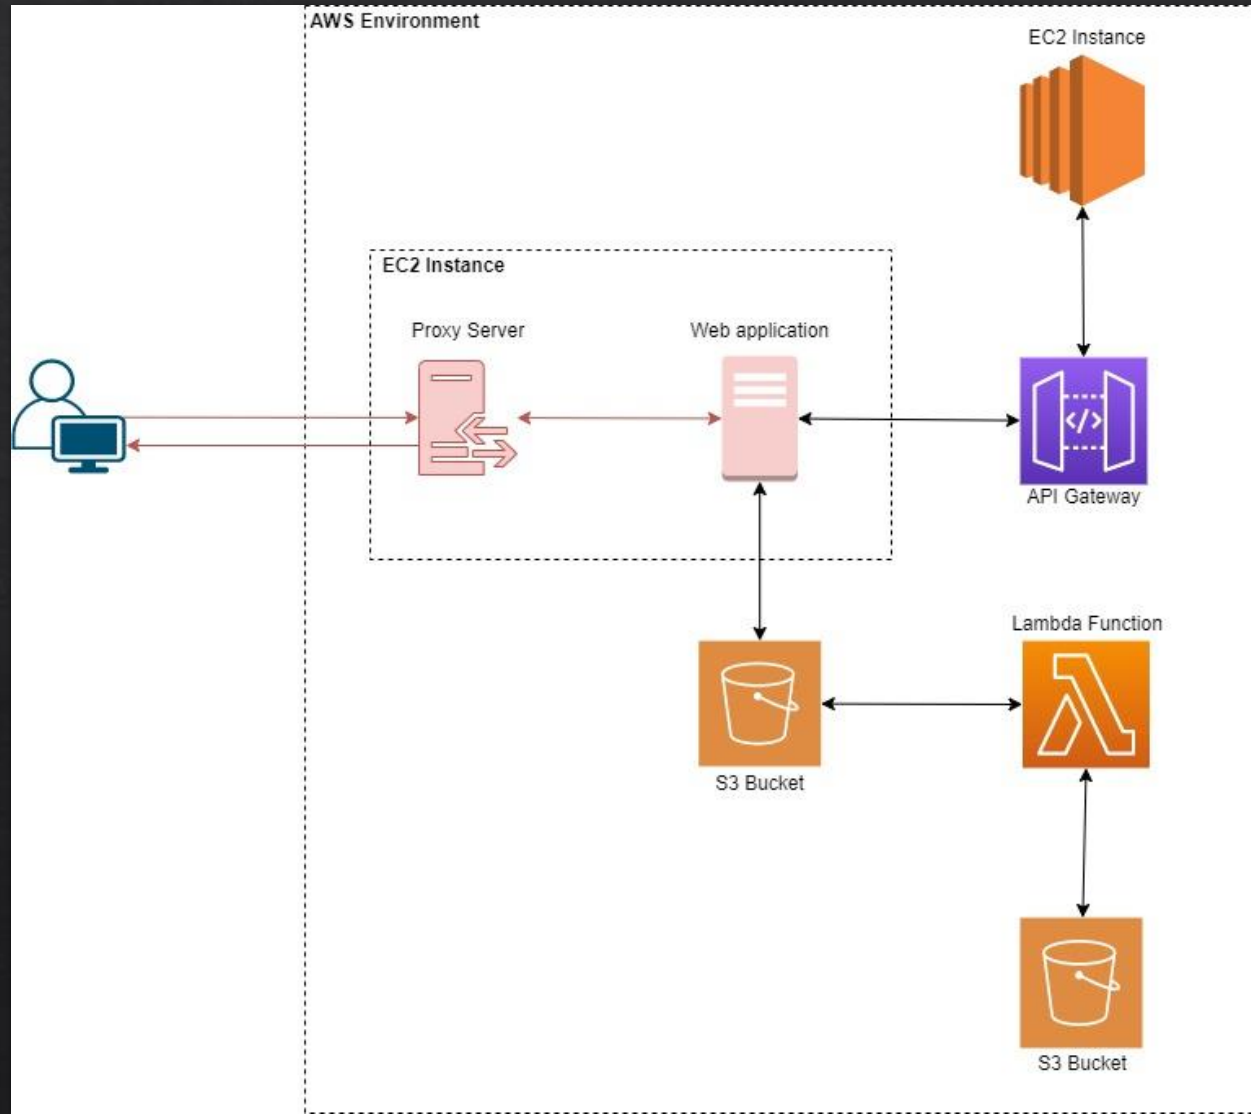 AWS Environment
EC2 Instance
EC2 Instance
Proxy Server
Web application
</>
API Gateway
Lambda Function
S3 Bucket
S3 Bucket